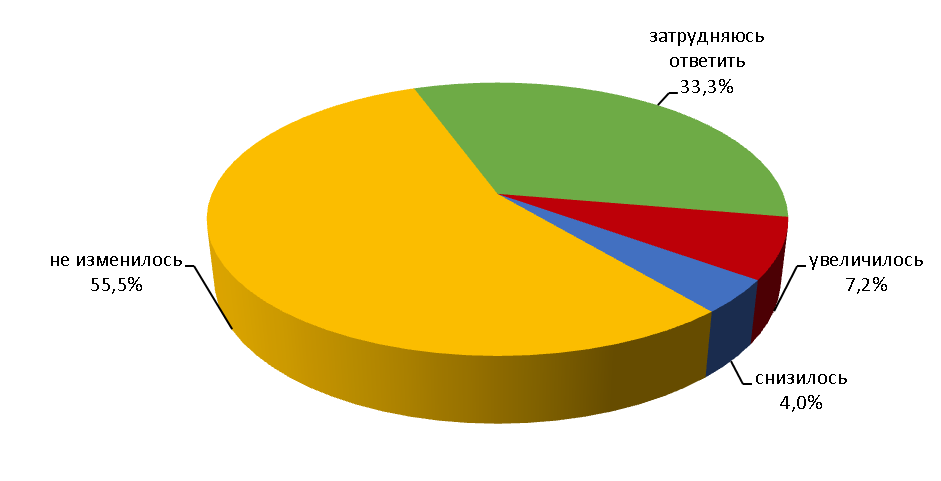 затрудняюсь
ответить
33,3%
не изменилось
55,5%
увеличилось
7,2%
снизилось
4,0%